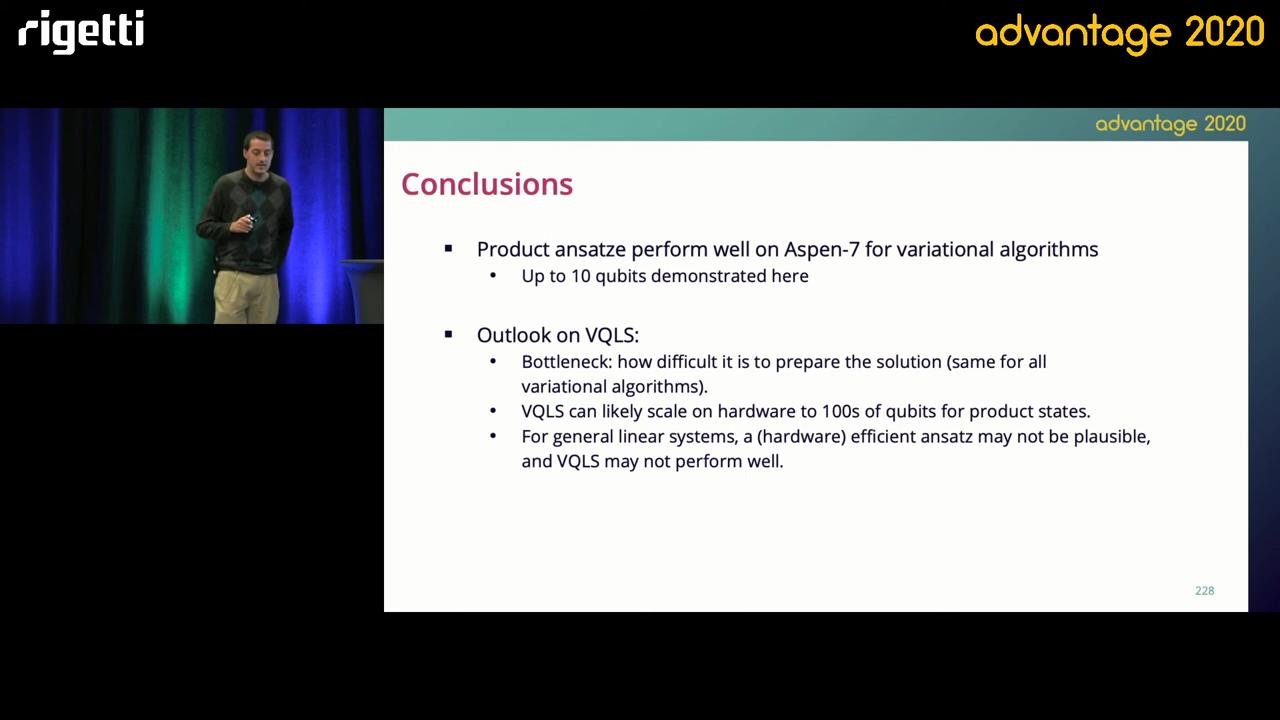 rigetti
advantage 2020
advantage 2020
Conclusions
▪ Product ansatze perform well on Aspen-7 for variational algorithms
• Up to 10 qubits demonstrated here
▪ Outlook on VQLS:
• Bottleneck: how difficult it is to prepare the solution (same for all
variational algorithms).
• VQLS can likely scale on hardware to 100s of qubits for product states.
• For general linear systems, a (hardware) efficient ansatz may not be plausible,
and VQLS may not perform well.
228